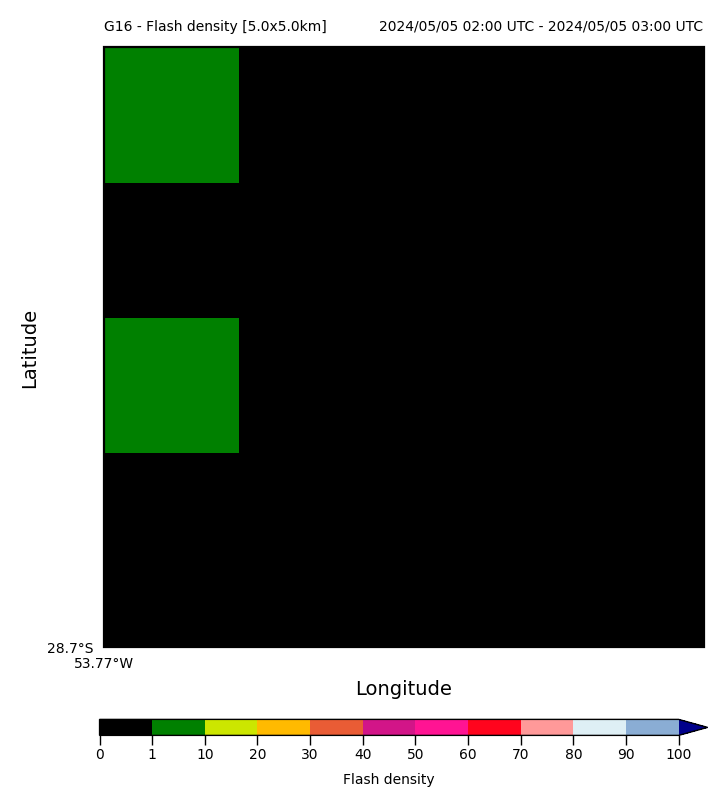 G16 - Flash density [5.0x5.0km] 2024/05/05 02:00 UTC - 2024/05/05 03:00 UTC
Latitude
28.7°S
53.77°W
Longitude
0 1 10 20 30 40 50 60 70 80 90 100
Flash density